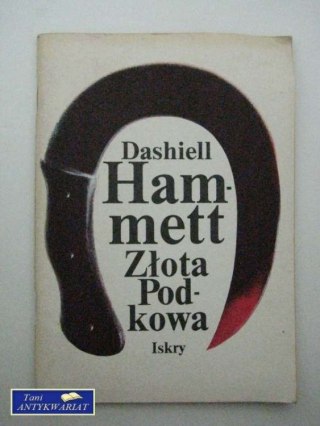 Dashiell
Ham-
mett
Złota
Pod-
kowa
Iskry
Tani
ANTYKWARIAT